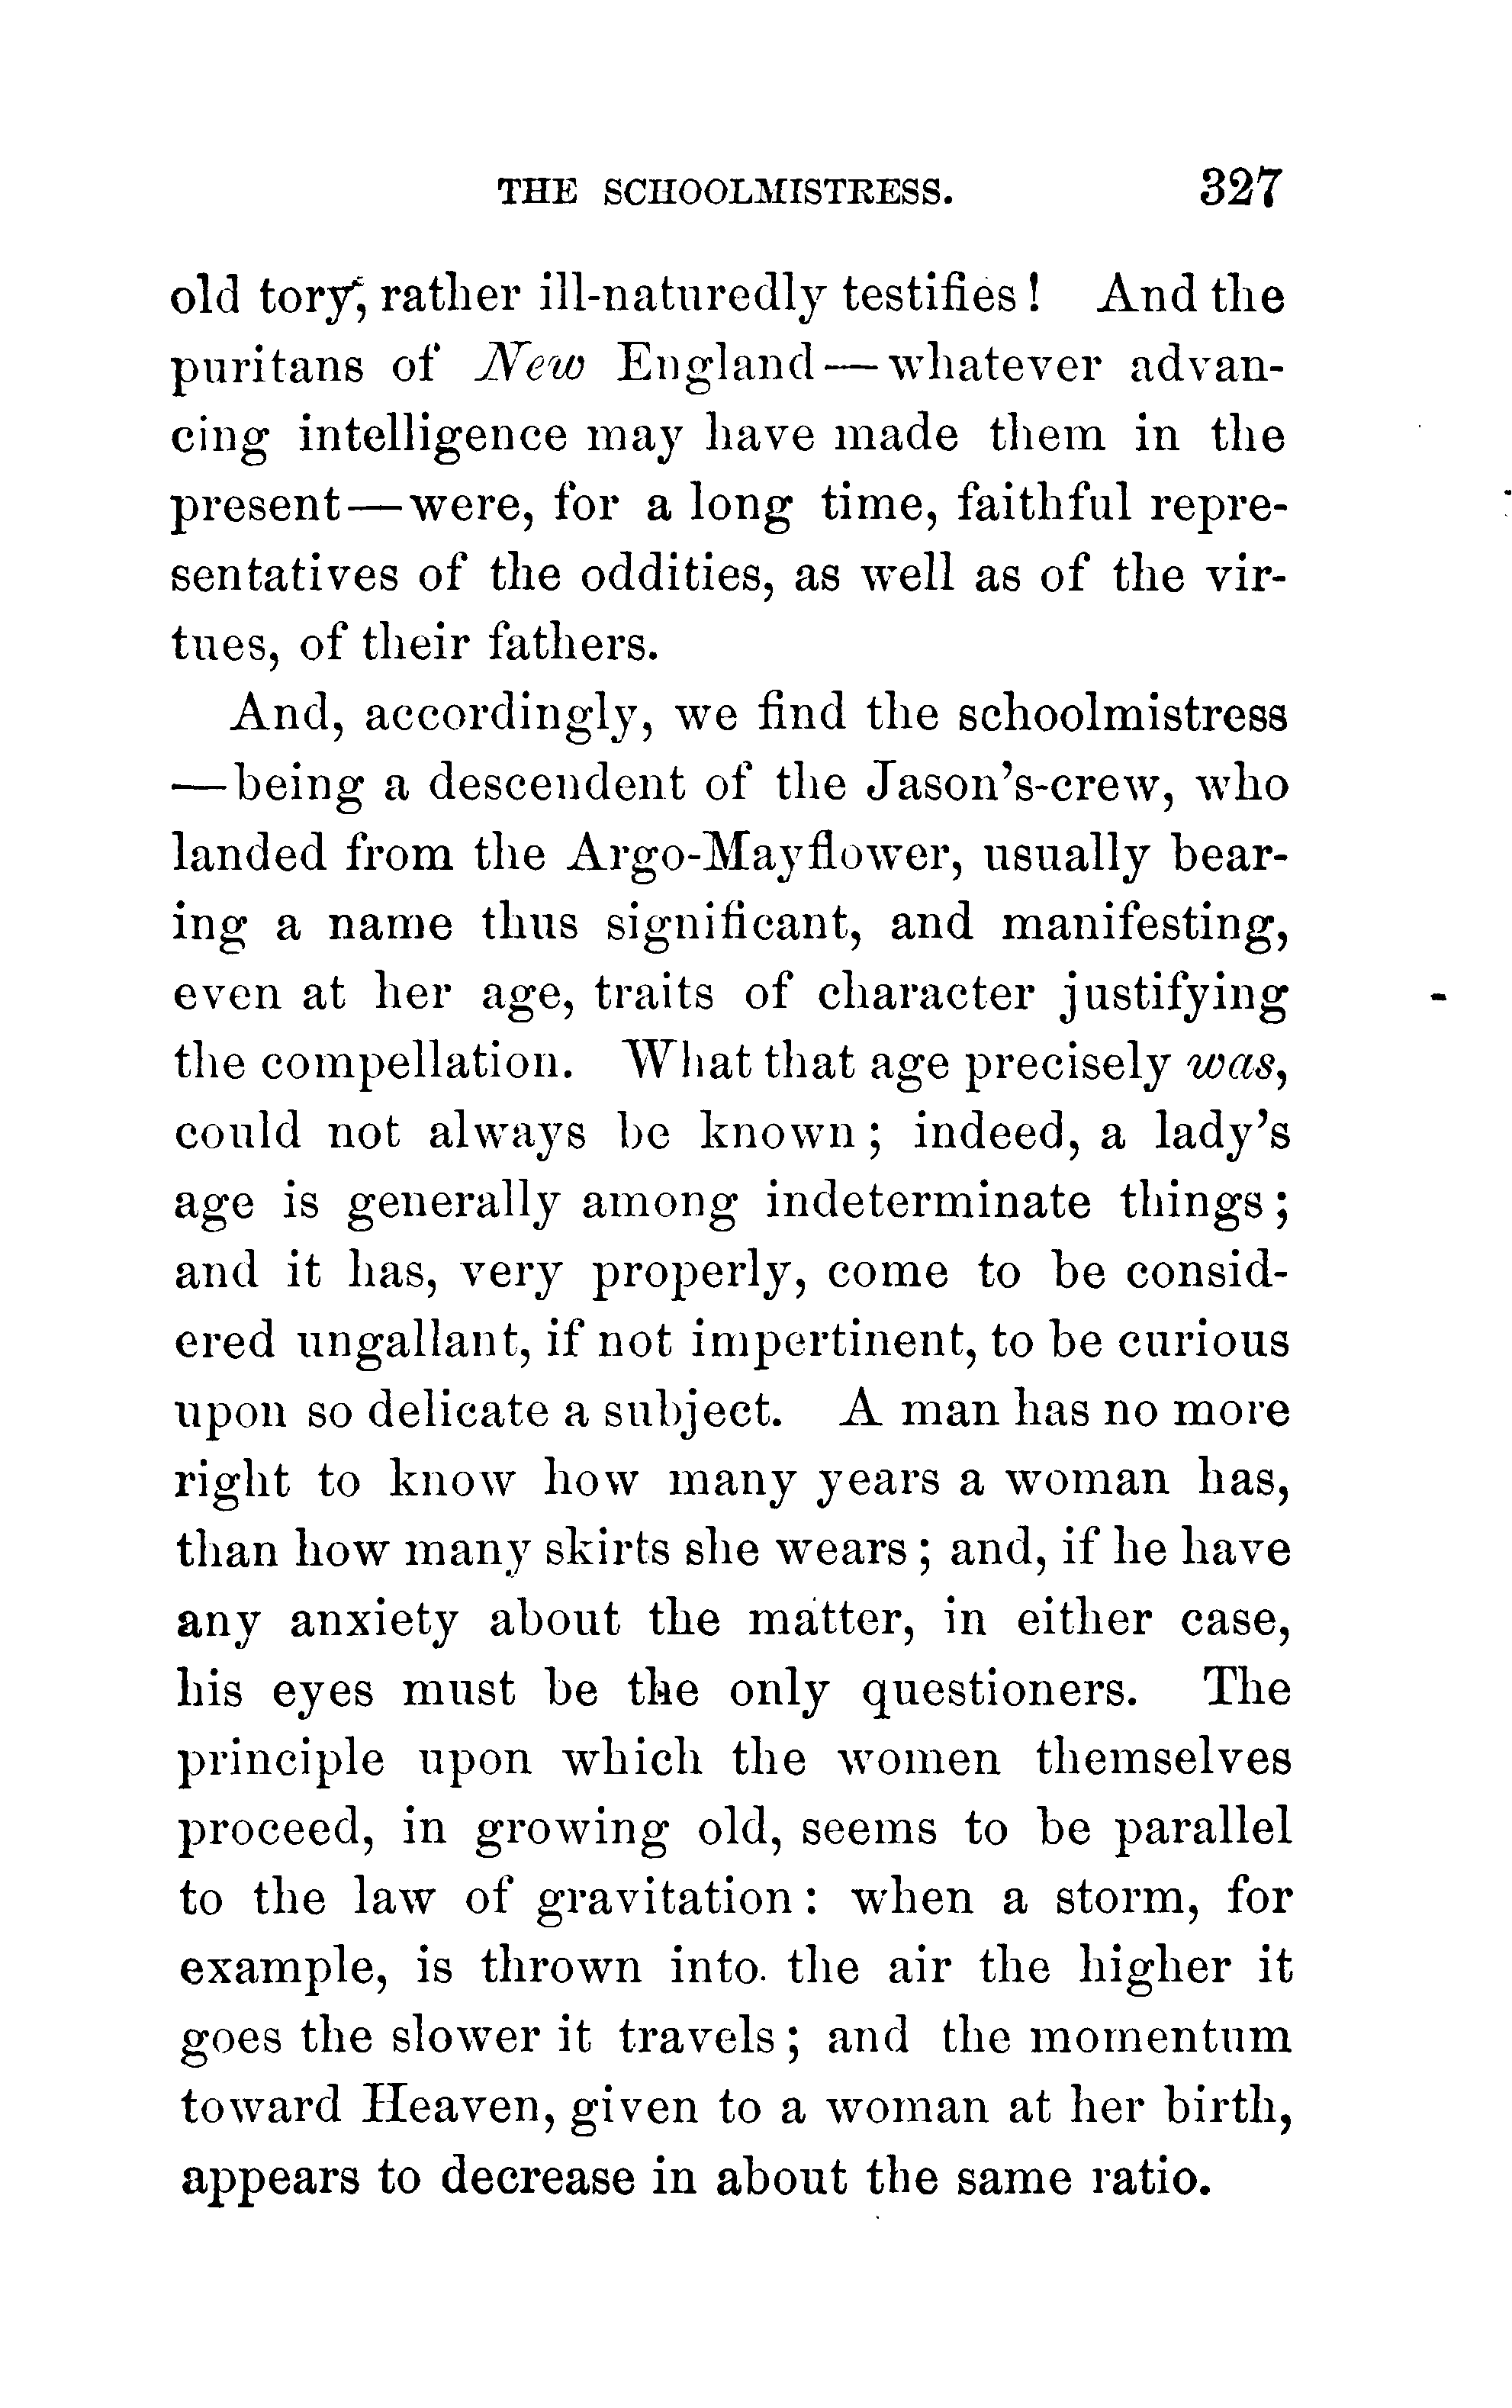 THE SCHOOLMISTRESS. 327
old tory, rather ill-naturedly testifies! And the
puritans of New England—whatever advan-
cing intelligence may have made them in the
present—were, for a long time, faithful repre-
sentatives of the oddities, as well as of the vir-
tues, of their fathers.
And, accordingly, we find the schoolmistress
—being a descendent of the Jason's-crew, who
landed from the Argo-Mayflower, usually bear-
ing a name thus significant, and manifesting,
even at her age, traits of character justifying
the compellation. What that age precisely was,
could not always be known; indeed, a lady's
age is generally among indeterminate things;
and it has, very properly, come to be consid-
ered ungallant, if not impertinent, to be curious
upon so delicate a subject. A man has no more
right to know how many years a woman has,
than how many skirts she wears; and, if he have
any anxiety about the matter, in either case,
his eyes must be the only questioners. The
principle upon which the women themselves
proceed, in growing old, seems to be parallel
to the law of gravitation: when a storm, for
example, is thrown into the air the higher it
goes the slower it travels; and the momentum
toward Heaven, given to a woman at her birth,
appears to decrease in about the same ratio.